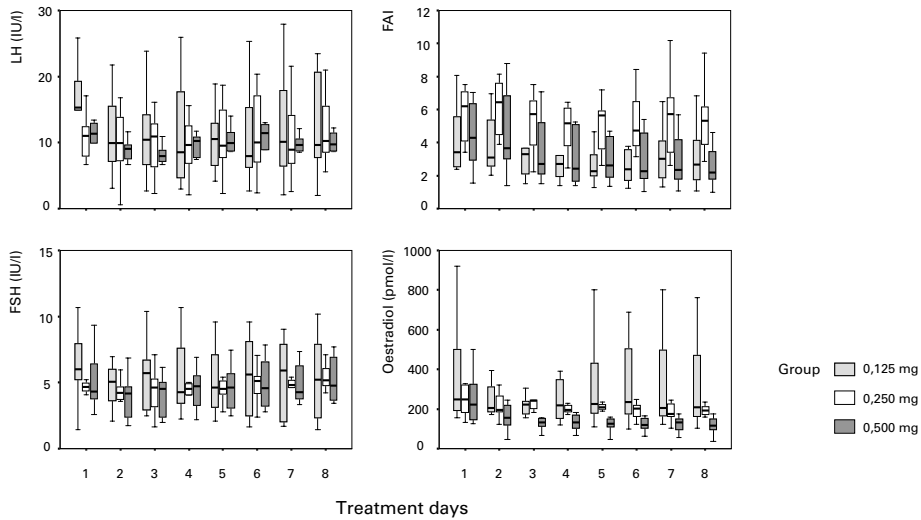 LH (IU/l)
30
20
10
0
FAI
12
10
8
6
4
2
0
FSH (IU/l)
15
10
5
0
1 2 3 4 5 6 7 8
Oestradiol (pmol/l)
1000
800
600
400
200
0
1 2 3 4 5 6 7 8
Treatment days
Group
0,125 mg
0,250 mg
0,500 mg